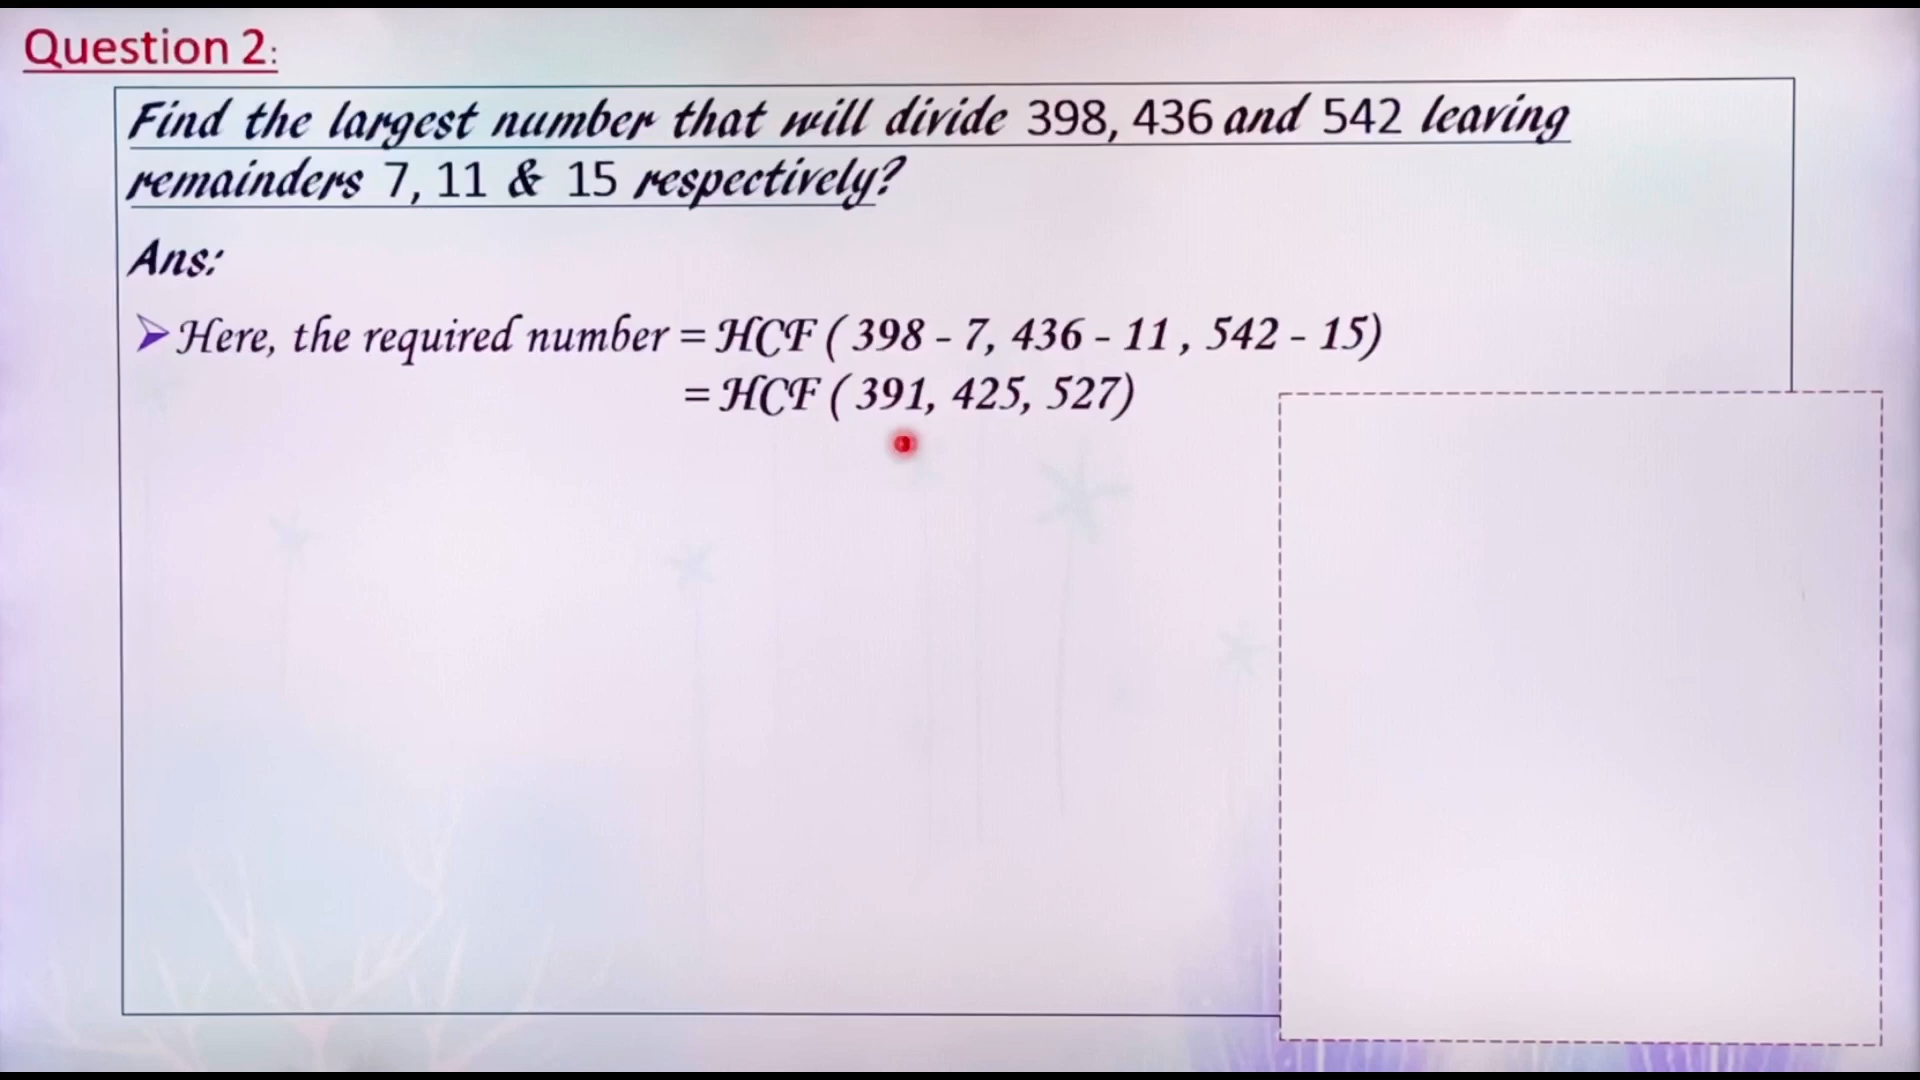 Question 2:
Find the largest number that will divide 398, 436 and 542 leaving
remainders 7, 11 & 15 respectively?
Ans:
Here, the required number = HCF ( 398 - 7, 436 - 11 , 542 - 15)
= HCF ( 391, 425, 527)